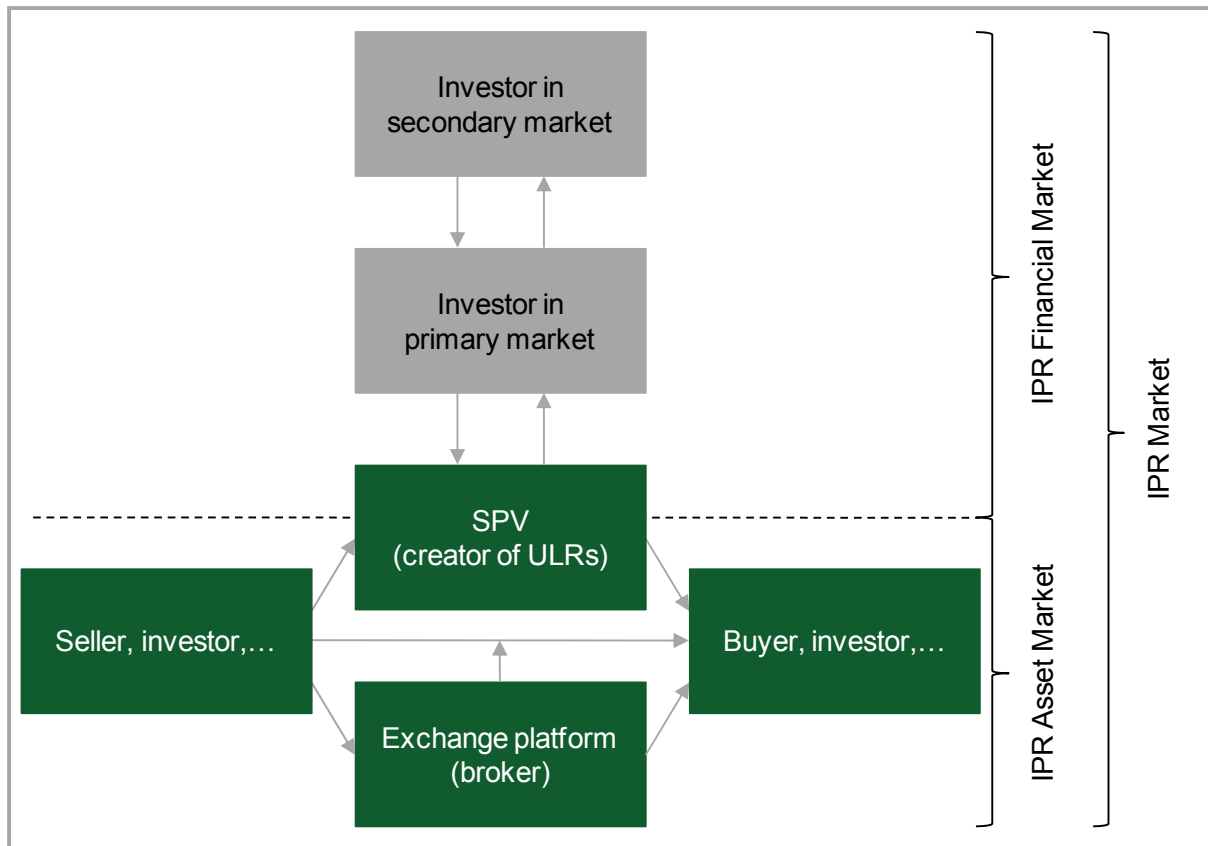 Investor in
secondary market
Investor in
primary market
SPV
(creator of ULRs)
Seller, investor,…
Buyer, investor,…
Exchange platform
(broker)
IPR Financial Market
IPR Asset Market
IPR Market